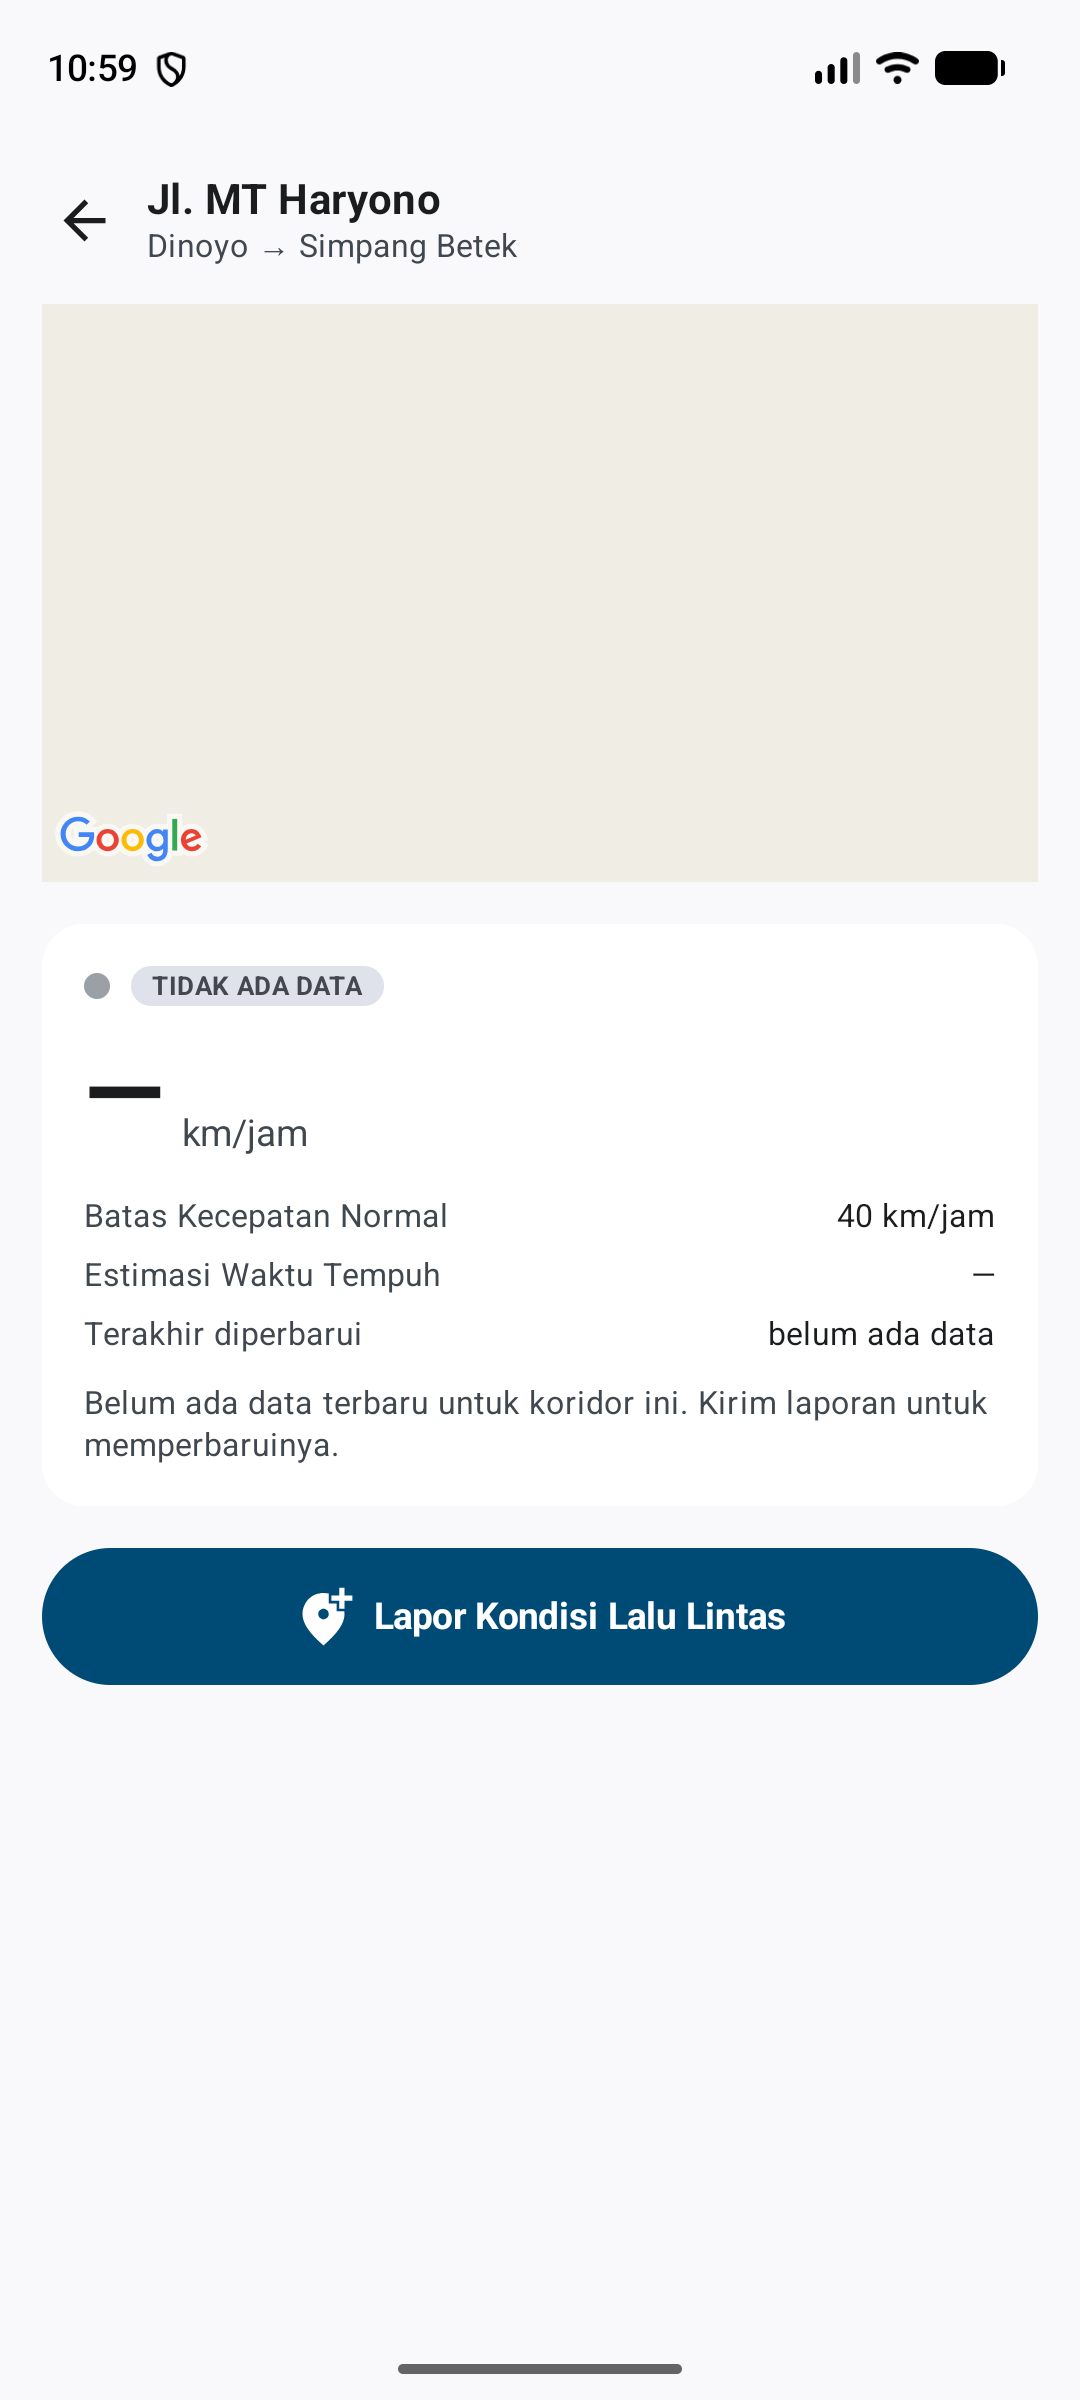 10:59
Jl. MT Haryono
Dinoyo → Simpang Betek
Google
TIDAK ADA DATA
—
km/jam
Batas Kecepatan Normal 40 km/jam
Estimasi Waktu Tempuh —
Terakhir diperbarui belum ada data
Belum ada data terbaru untuk koridor ini. Kirim laporan untuk
memperbaruinya.
Lapor Kondisi Lalu Lintas